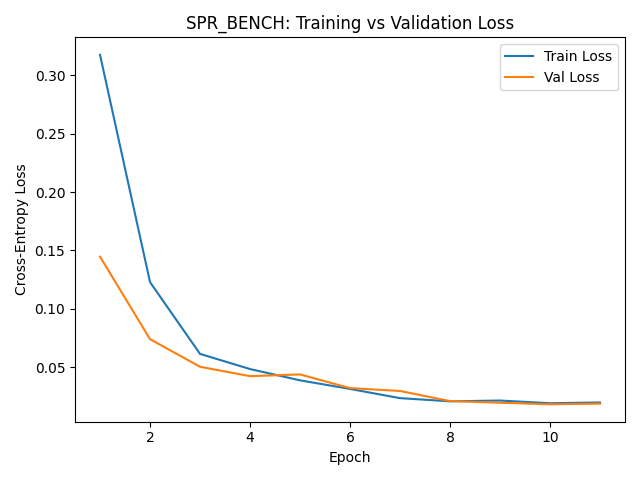 SPR_BENCH: Training vs Validation Loss
Train Loss
Val Loss
Cross-Entropy Loss
0.30
0.25
0.20
0.15
0.10
0.05
2 4 6 8 10
Epoch